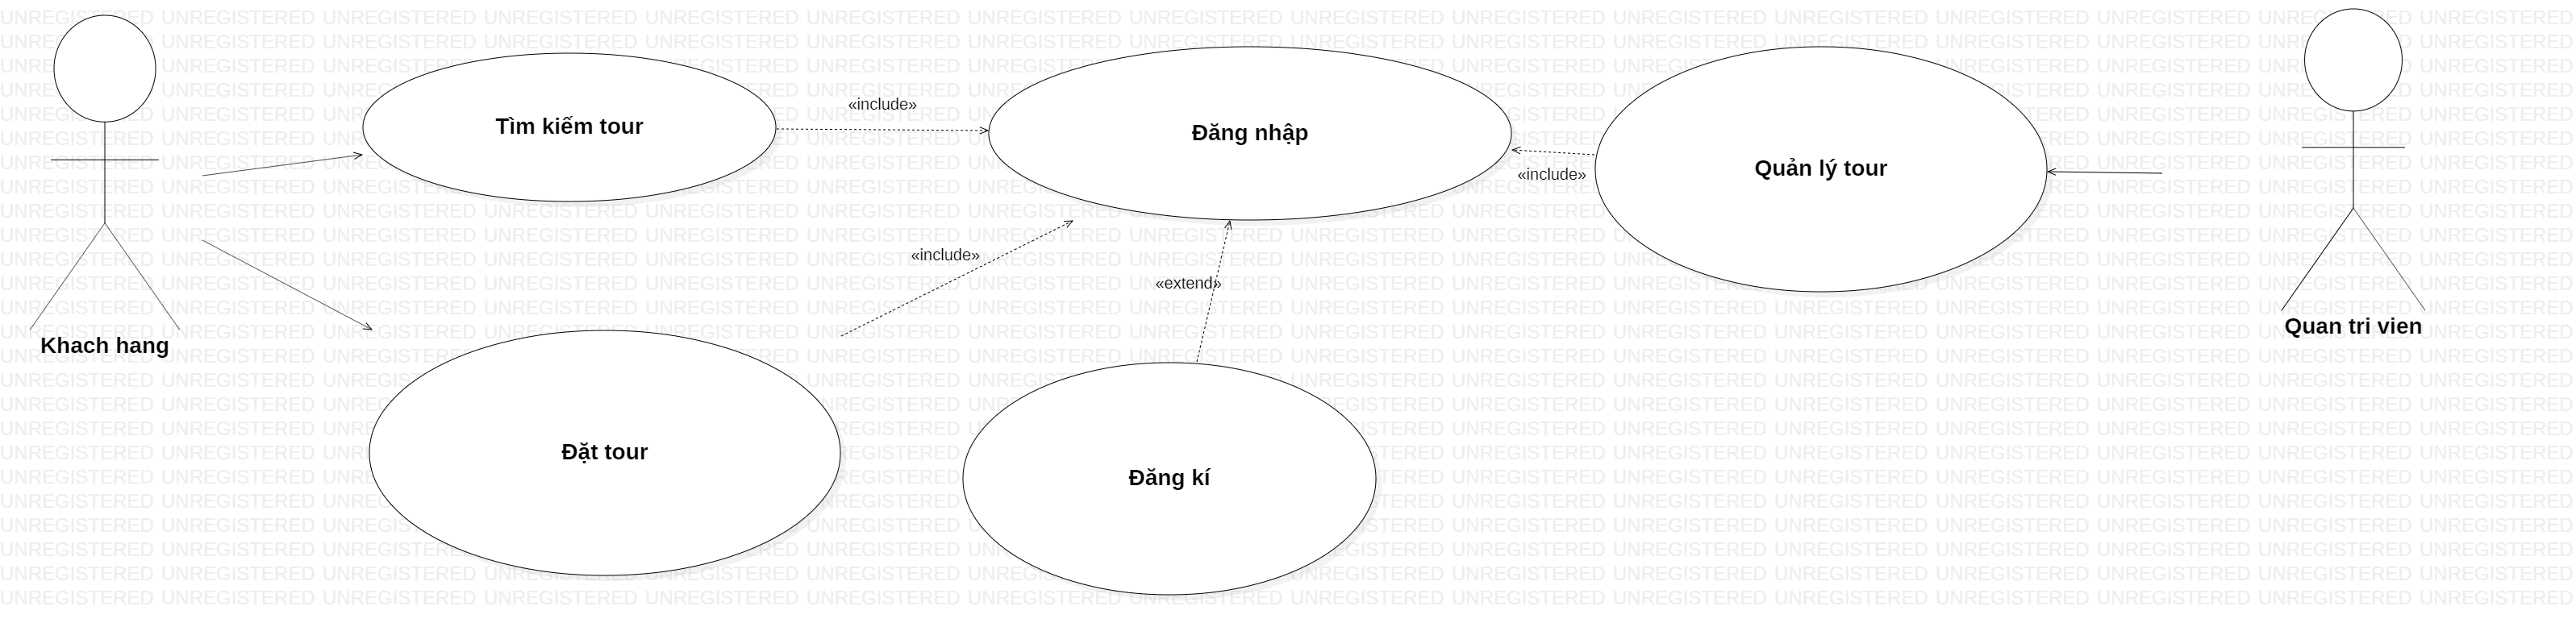 Tìm kiếm tour
«include»
Đăng nhập
Quản lý tour
«include»
«include»
«extend»
Khach hang
Quan tri vien
Đặt tour
Đăng kí
UNREGISTERED